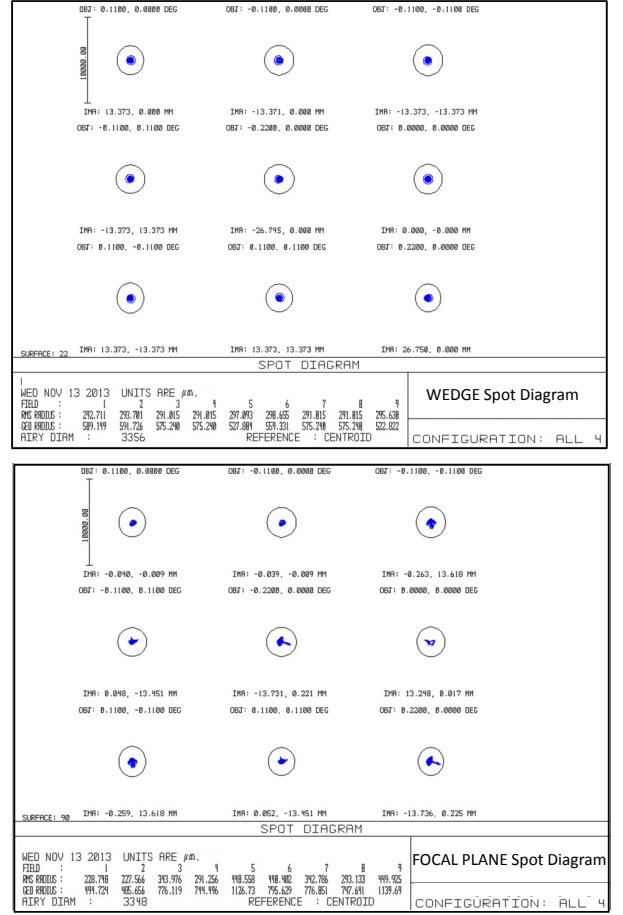 OBJ: 0.1100, 0.0000 DEG OBJ: -0.1100, 0.0000 DEG OBJ: -0.1100, -0.1100 DEG
10000.00
IMA: 13.373, 0.000 MM IMA: -13.371, 0.000 MM IMA: -13.373, -13.373 MM
OBJ: -0.1100, 0.1100 DEG OBJ: -0.2200, 0.0000 DEG OBJ: 0.0000, 0.0000 DEG
IMA: -13.373, 13.373 MM IMA: -26.745, 0.000 MM IMA: 0.000, -0.000 MM
OBJ: 0.1100, -0.1100 DEG OBJ: 0.1100, 0.1100 DEG OBJ: 0.2200, 0.0000 DEG
SURFACE: 22 IMA: 13.373, -13.373 MM IMA: 13.373, 13.373 MM IMA: 26.750, 0.000 MM
SPOT DIAGRAM
WED NOV 13 2013 UNITS ARE µm.
FIELD : 1 2 3 4 5 6 7 8 9
RMS RADIUS : 292.711 293.701 291.015 291.015 297.093 298.655 291.015 291.015 295.630
GEO RADIUS : 589.149 591.726 575.240 575.240 527.804 559.331 575.240 575.240 522.822
AIRY DIAM : 3356 REFERENCE : CENTROID
WEDGE Spot Diagram
CONFIGURATION: ALL 4
OBJ: 0.1100, 0.0000 DEG OBJ: -0.1100, 0.0000 DEG OBJ: -0.1100, -0.1100 DEG
10000.00
IMA: -0.040, -0.009 MM IMA: -0.039, -0.009 MM IMA: -0.263, 13.618 MM
OBJ: -0.1100, 0.1100 DEG OBJ: -0.2200, 0.0000 DEG OBJ: 0.0000, 0.0000 DEG
IMA: 0.048, -13.451 MM IMA: -13.731, 0.221 MM IMA: 13.248, 0.017 MM
OBJ: 0.1100, -0.1100 DEG OBJ: 0.1100, 0.1100 DEG OBJ: 0.2200, 0.0000 DEG
SURFACE: 90 IMA: -0.259, 13.618 MM IMA: 0.052, -13.451 MM IMA: -13.736, 0.225 MM
SPOT DIAGRAM
WED NOV 13 2013 UNITS ARE µm.
FIELD : 1 2 3 4 5 6 7 8 9
RMS RADIUS : 228.748 227.566 343.976 291.256 448.558 418.402 342.786 293.133 449.925
GEO RADIUS : 494.724 485.656 776.119 744.496 1126.73 795.629 776.851 747.641 1139.69
AIRY DIAM : 3348 REFERENCE : CENTROID
FOCAL PLANE Spot Diagram
CONFIGURATION: ALL 4